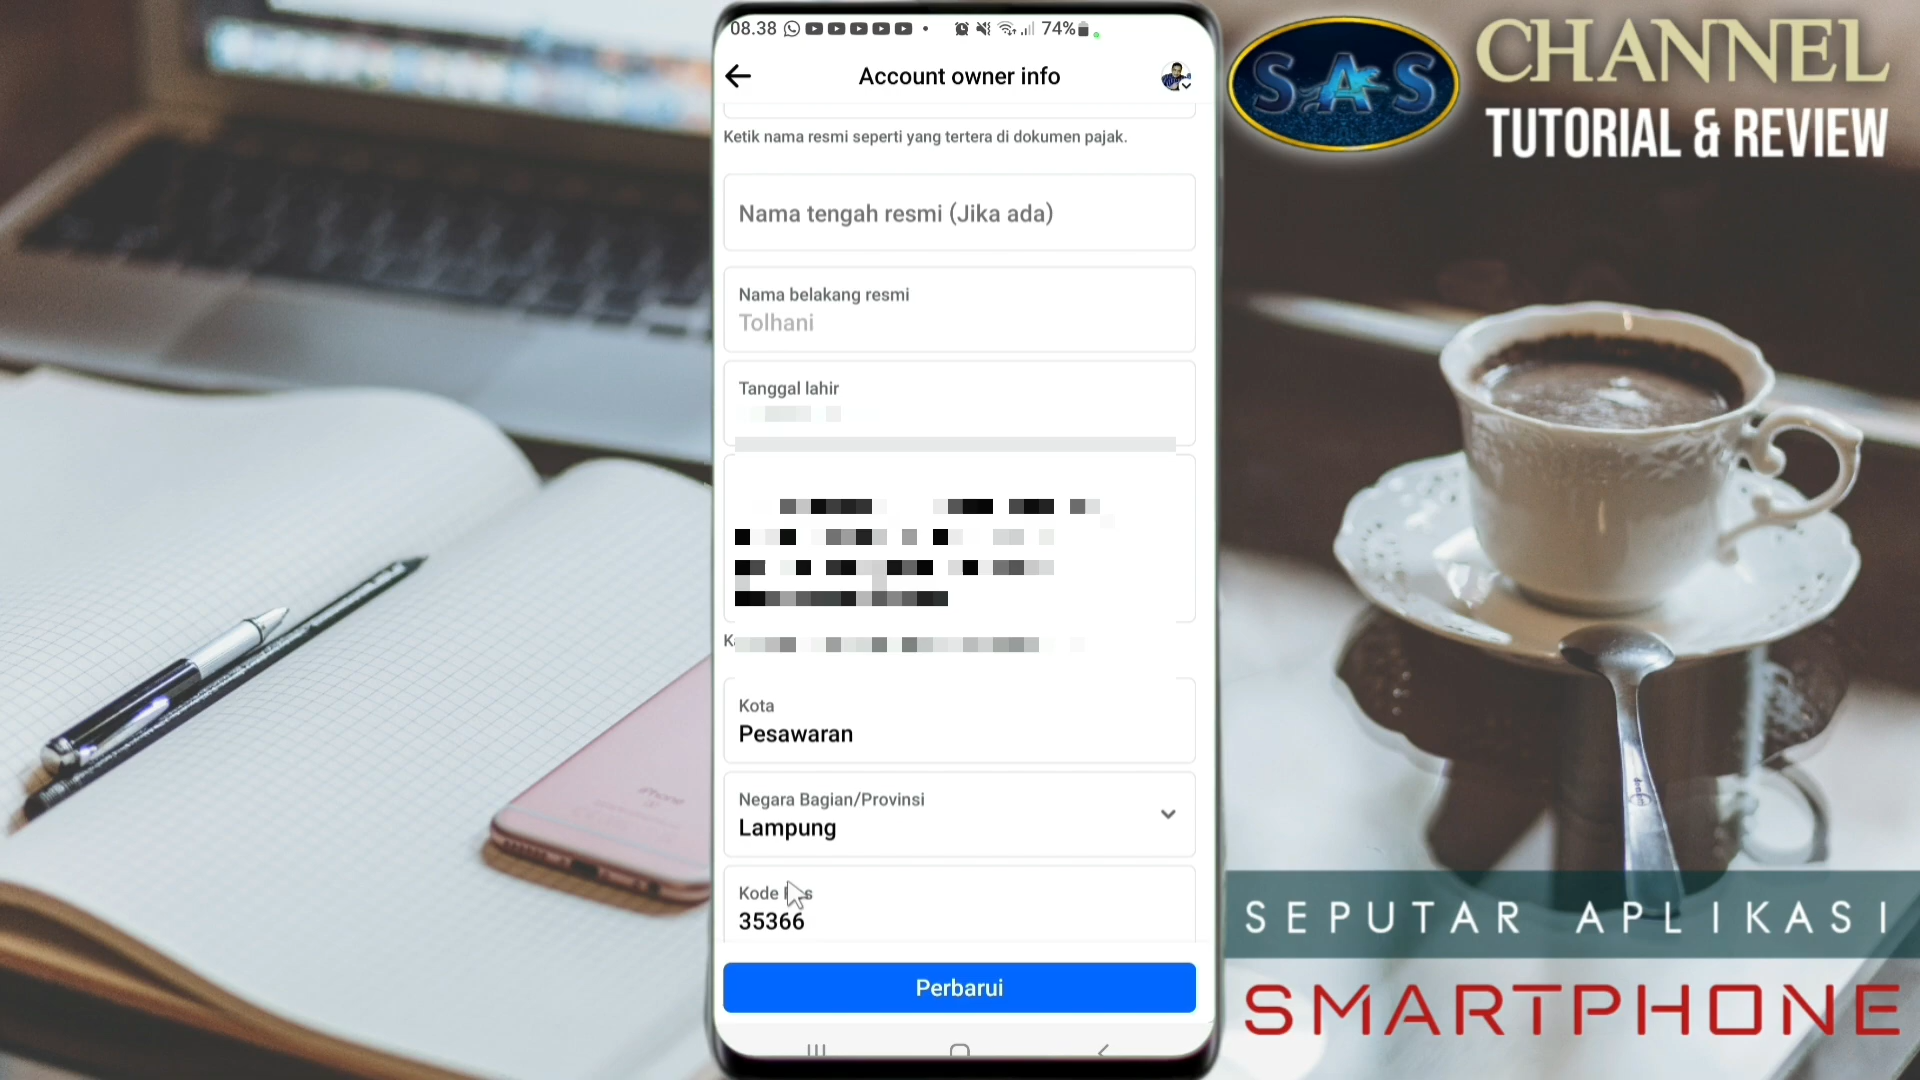 08.38
74%
Account owner info
Ketik nama resmi seperti yang tertera di dokumen pajak.
Nama tengah resmi (Jika ada)
Nama belakang resmi
Tolhani
Tanggal lahir
Kota
Pesawaran
Negara Bagian/Provinsi
Lampung
Kode
35366
Perbarui
SAS
CHANNEL
TUTORIAL & REVIEW
SEPUTAR APLIKASI
SMARTPHONE